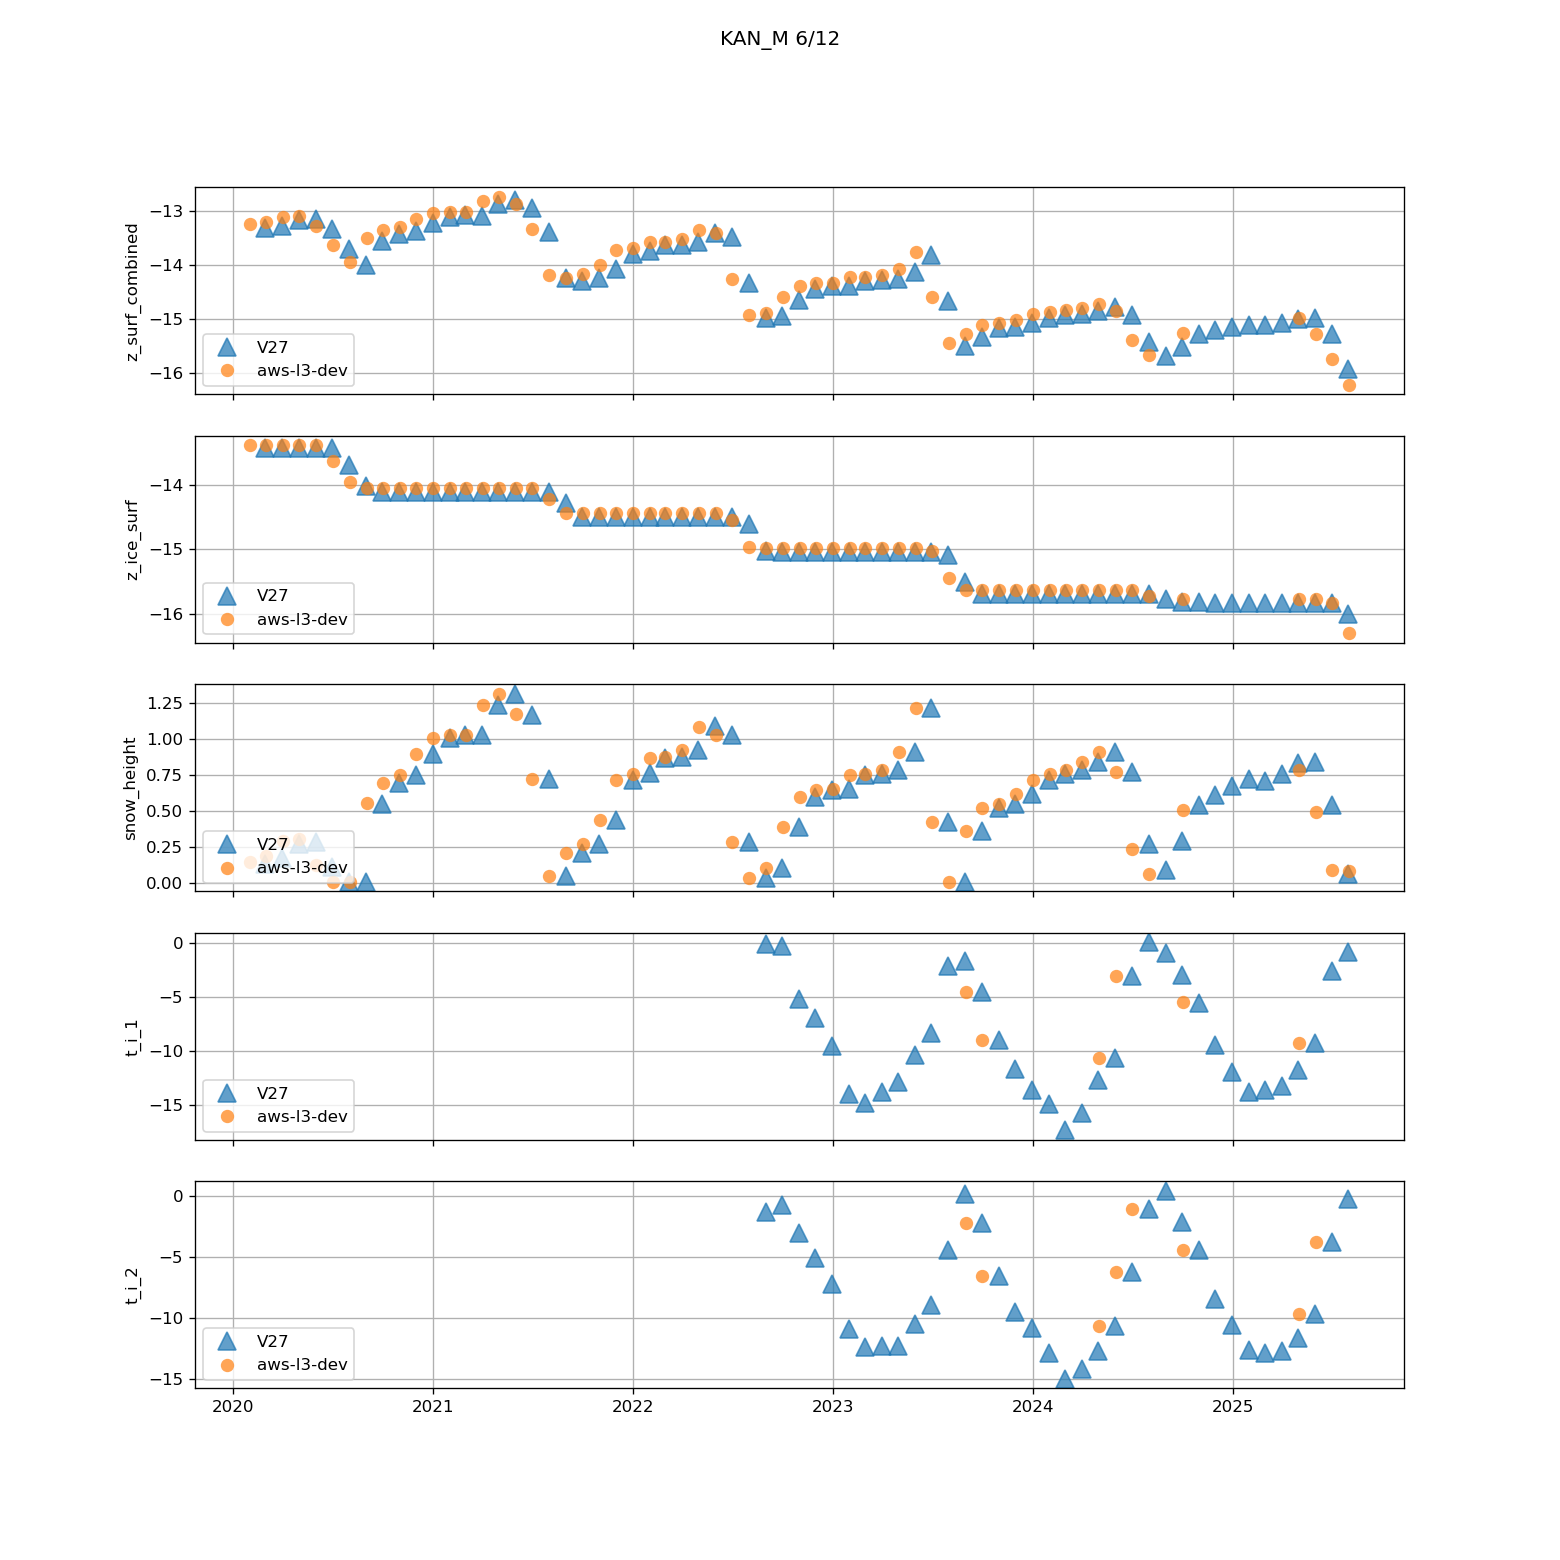 KAN_M 6/12
z_surf_combined
−13
−14
−15
−16
V27
aws-l3-dev
z_ice_surf
−14
−15
−16
V27
aws-l3-dev
snow_height
1.25
1.00
0.75
0.50
0.25
0.00
V27
aws-l3-dev
t_i_1
0
−5
−10
−15
V27
aws-l3-dev
t_i_2
0
−5
−10
−15
V27
aws-l3-dev
2020 2021 2022 2023 2024 2025